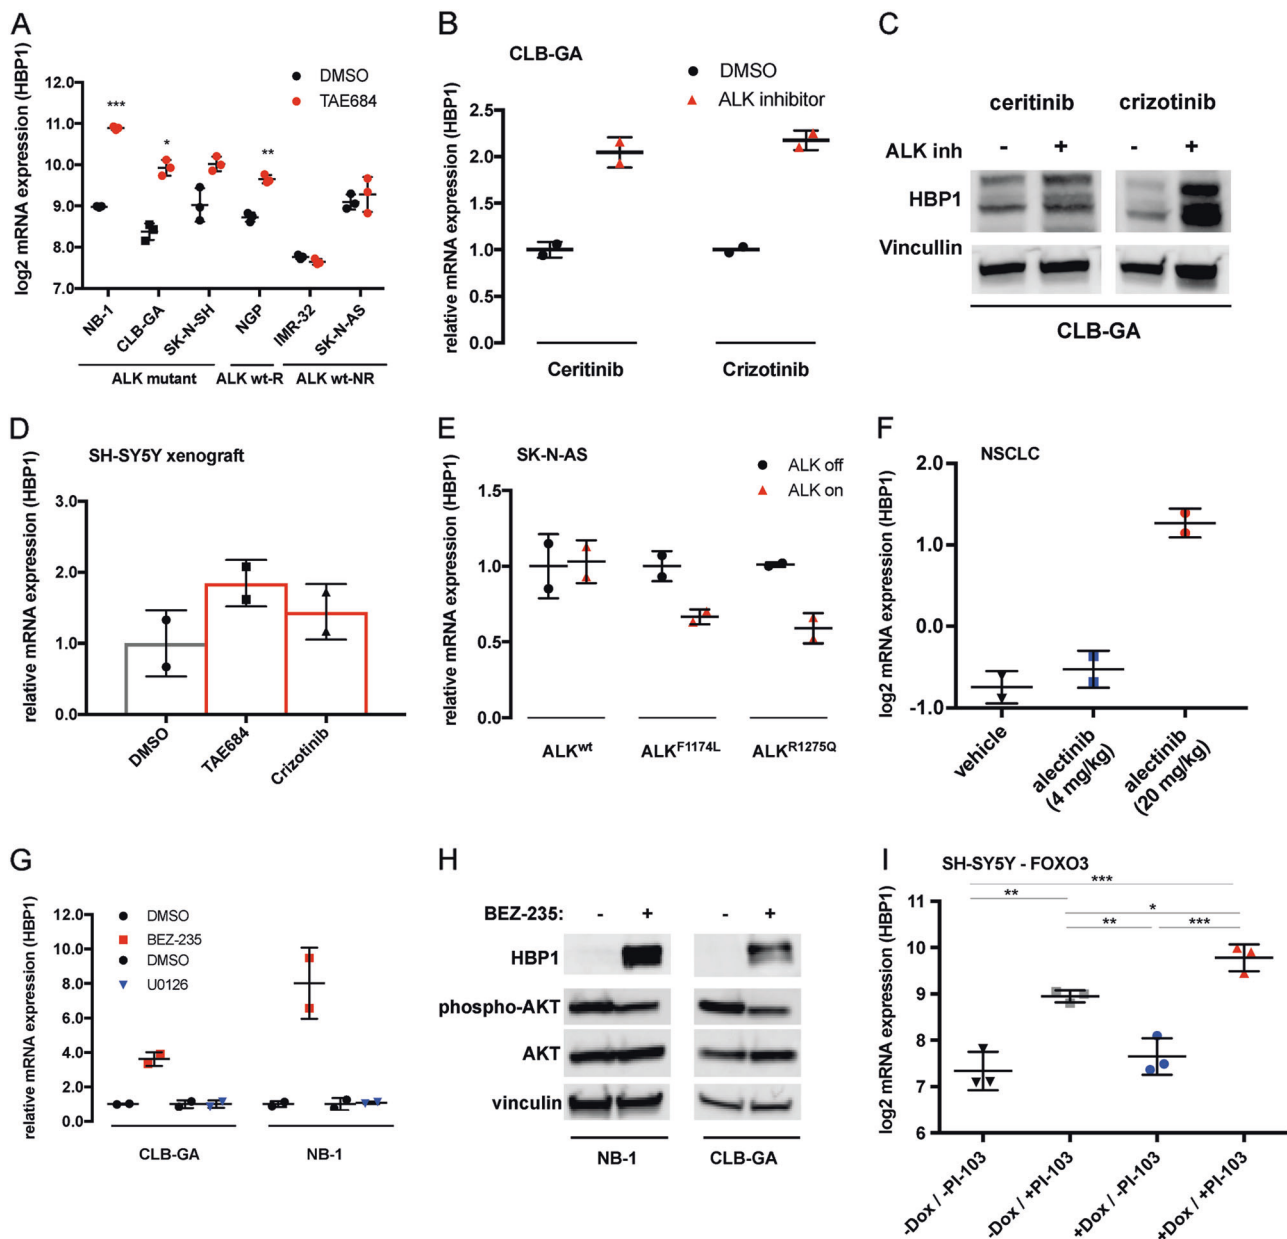 A
log2 mRNA expression (HBP1)
12.0
11.0
10.0
9.0
8.0
7.0
DMSO
TAE684
***
*
**
NB-1
CLB-GA
SK-N-SH
NGP
IMR-32
SK-N-AS
ALK mutant
ALK wt-R
ALK wt-NR
B
CLB-GA
DMSO
ALK inhibitor
relative mRNA expression (HBP1)
2.5
2.0
1.5
1.0
0.5
0.0
Ceritinib
Crizotinib
C
ceritinib
crizotinib
ALK inh
-
+
-
+
HBP1
Vincullin
CLB-GA
D
SH-SY5Y xenograft
relative mRNA expression (HBP1)
3.0
2.0
1.0
0.0
DMSO
TAE684
Crizotinib
E
SK-N-AS
ALK off
ALK on
relative mRNA expression (HBP1)
1.5
1.0
0.5
0.0
ALKwt
ALKF1174L
ALKR1275Q
F
NSCLC
log2 mRNA expression (HBP1)
2.0
1.0
0.0
-1.0
vehicle
alectinib
(4 mg/kg)
alectinib
(20 mg/kg)
G
relative mRNA expression (HBP1)
12.0
10.0
8.0
6.0
4.0
2.0
1.0
0.0
DMSO
BEZ-235
DMSO
U0126
CLB-GA
NB-1
H
BEZ-235:
-
+
-
+
HBP1
phospho-AKT
AKT
vinculin
NB-1
CLB-GA
I
SH-SY5Y - FOXO3
log2 mRNA expression (HBP1)
11
10
9
8
7
6
***
**
*
**
***
-Dox / -PI-103
-Dox / +PI-103
+Dox / -PI-103
+Dox / +PI-103